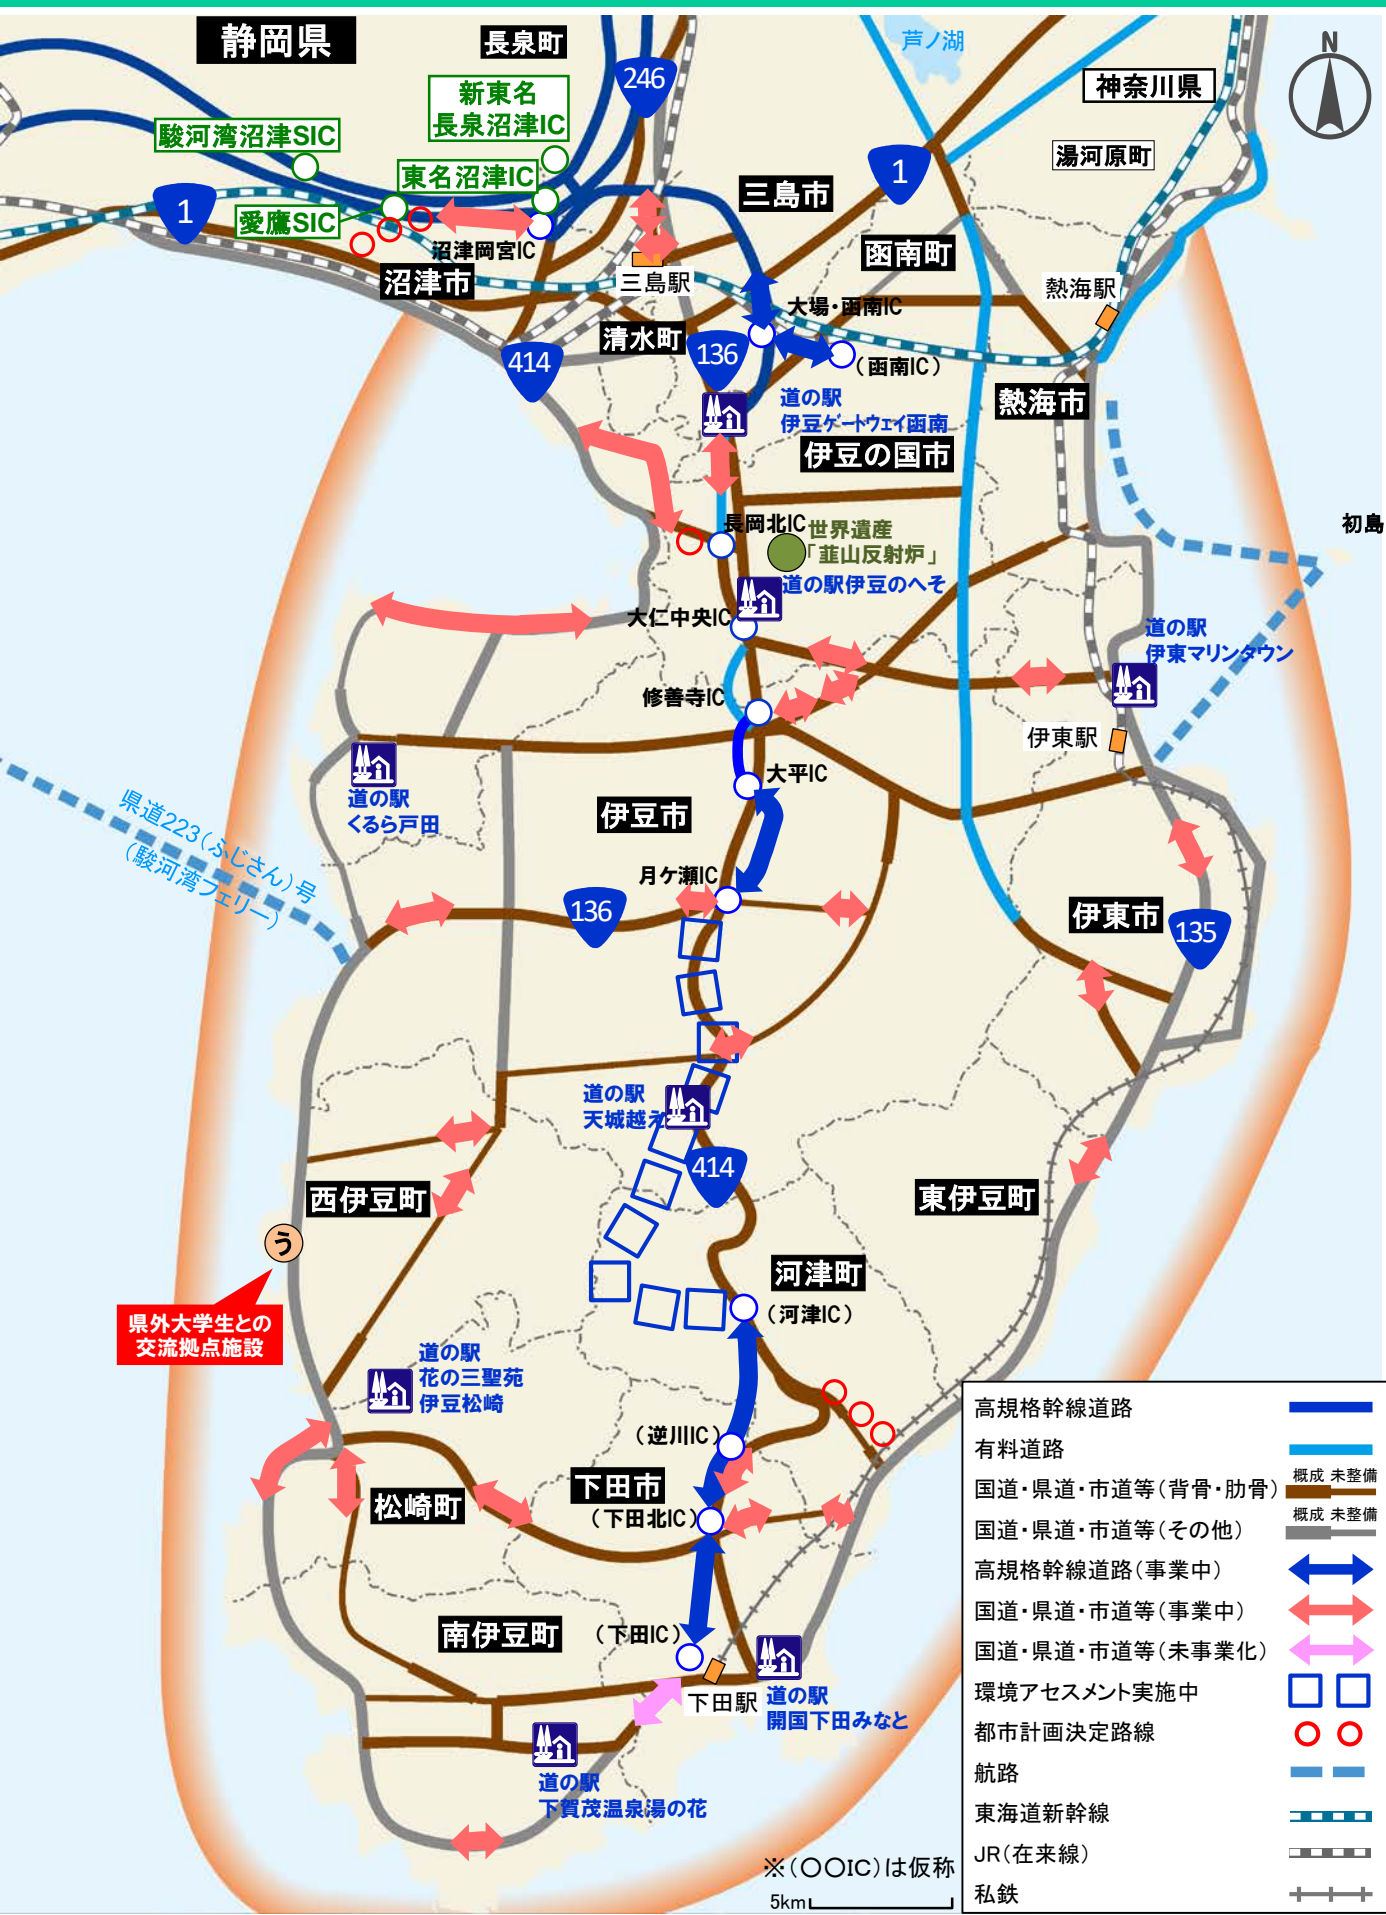 静岡県
長泉町
芦ノ湖
N
246
新東名
長泉沼津IC
神奈川県
駿河湾沼津SIC
湯河原町
東名沼津IC
1
三島市
1
愛鷹SIC
沼津岡宮IC
函南町
沼津市
三島駅
熱海駅
大場・函南IC
清水町
136
414
(函南IC)
道の駅
伊豆ゲートウェイ函南
熱海市
伊豆の国市
長岡北IC
世界遺産
「韮山反射炉」
初島
道の駅伊豆のへそ
大仁中央IC
道の駅
伊東マリンタウン
修善寺IC
伊東駅
大平IC
道の駅
くるら戸田
県道223(ふじさん)号
(駿河湾フェリー)
伊豆市
月ケ瀬IC
136
伊東市
135
道の駅
天城越え
414
西伊豆町
東伊豆町
う
河津町
(河津IC)
県外大学生との
交流拠点施設
道の駅
花の三聖苑
伊豆松崎
(逆川IC)
下田市
松崎町
(下田北IC)
南伊豆町
(下田IC)
下田駅
道の駅
開国下田みなと
道の駅
下賀茂温泉湯の花
高規格幹線道路
有料道路
国道・県道・市道等(背骨・肋骨)
概成 未整備
国道・県道・市道等(その他)
概成 未整備
高規格幹線道路(事業中)
国道・県道・市道等(事業中)
国道・県道・市道等(未事業化)
環境アセスメント実施中
都市計画決定路線
航路
東海道新幹線
JR(在来線)
私鉄
※(〇〇IC)は仮称
5km